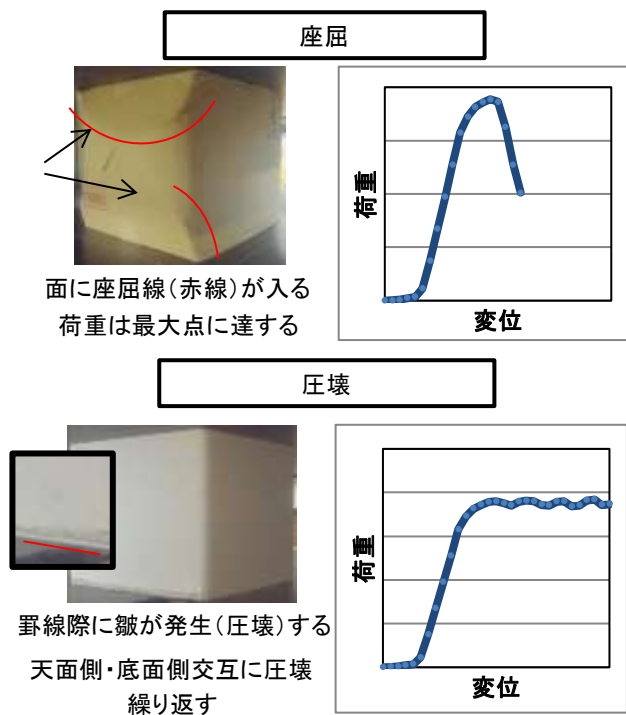 座屈
荷重
変位
面に座屈線(赤線)が入る
荷重は最大点に達する
圧壊
荷重
変位
罫線際に皺が発生(圧壊)する
天面側・底面側交互に圧壊
繰り返す